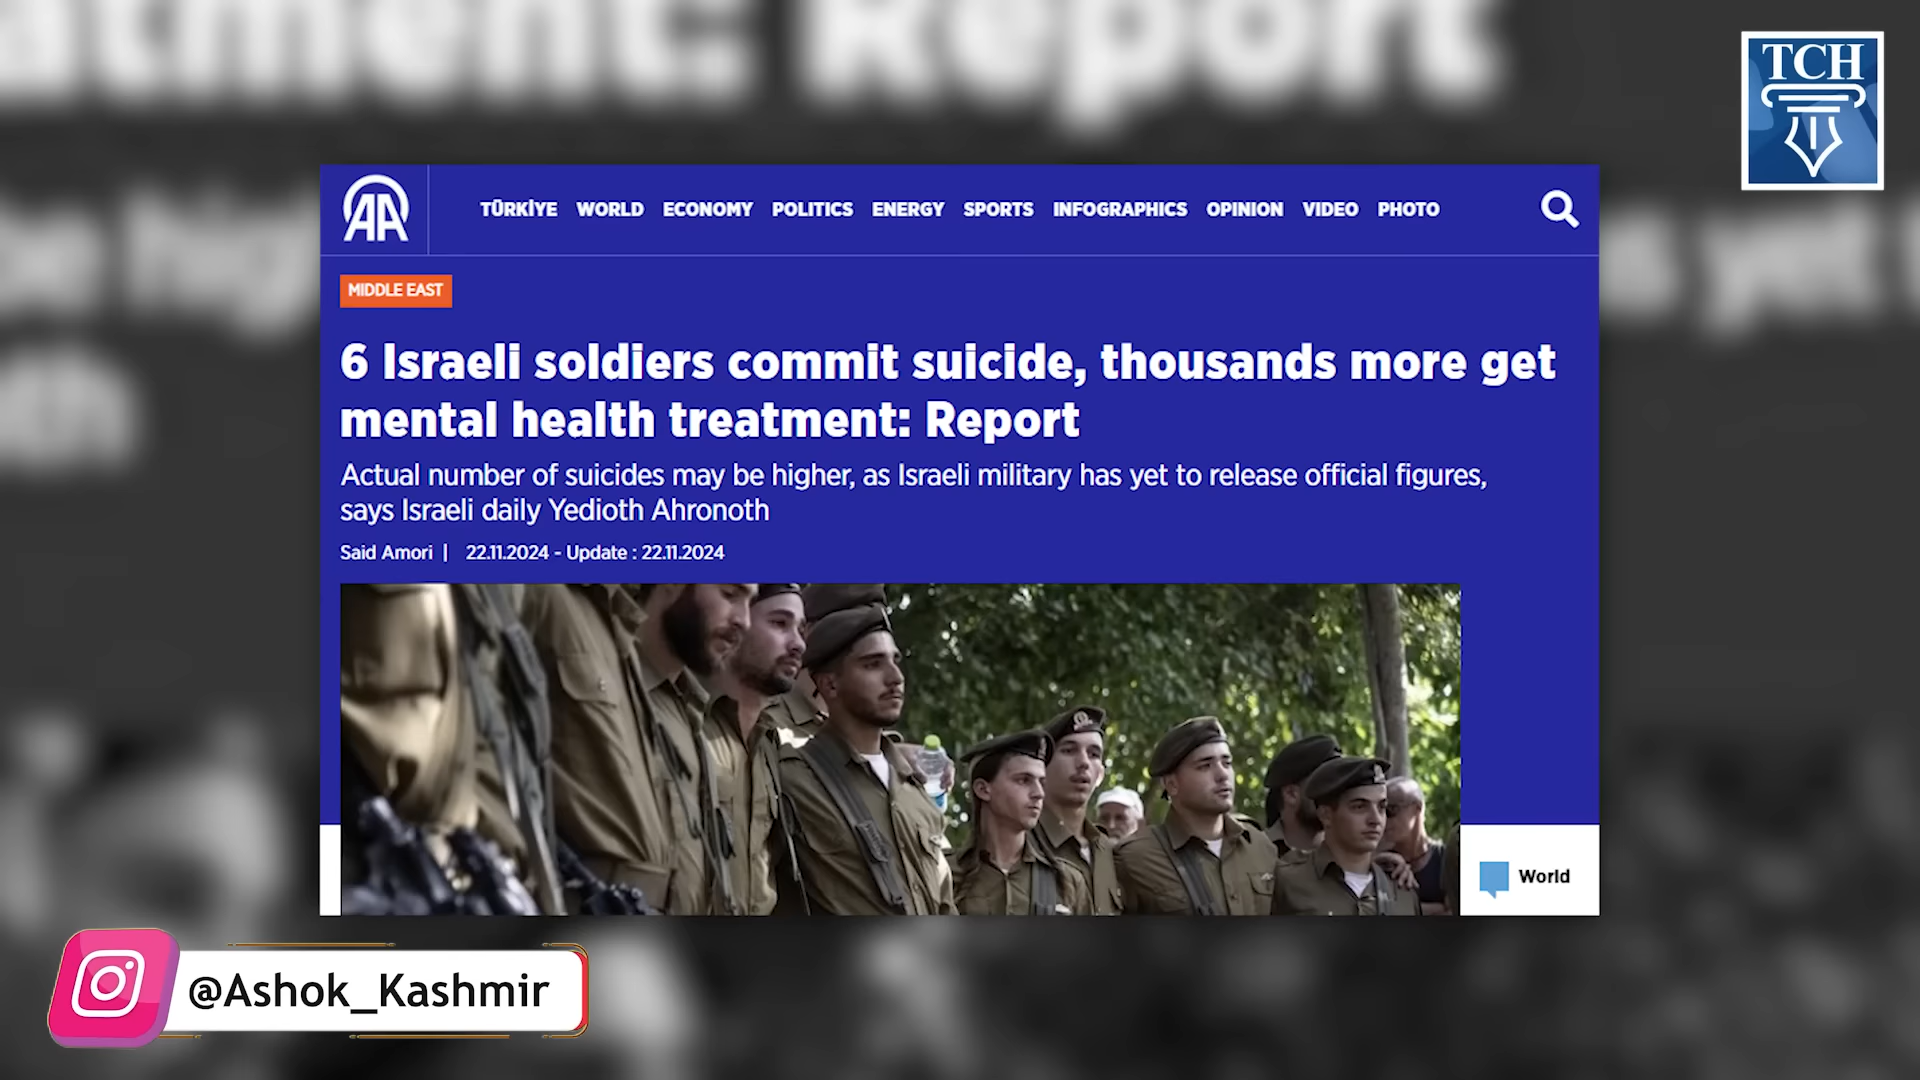 atment: Report
TCH
AA
TÜRKİYE WORLD ECONOMY POLITICS ENERGY SPORTS INFOGRAPHICS OPINION VIDEO PHOTO
MIDDLE EAST
6 Israeli soldiers commit suicide, thousands more get
mental health treatment: Report
Actual number of suicides may be higher, as Israeli military has yet to release official figures,
says Israeli daily Yedioth Ahronoth
Said Amori | 22.11.2024 - Update : 22.11.2024
World
@Ashok_Kashmir